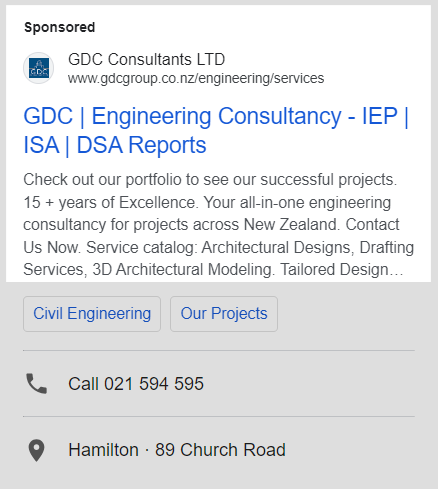 Sponsored
GDC
GDC Consultants LTD
www.gdcgroup.co.nz/engineering/services
GDC | Engineering Consultancy - IEP |
ISA | DSA Reports
Check out our portfolio to see our successful projects.
15 + years of Excellence. Your all-in-one engineering
consultancy for projects across New Zealand. Contact
Us Now. Service catalog: Architectural Designs, Drafting
Services, 3D Architectural Modeling. Tailored Design...
Civil Engineering
Our Projects
Call 021 594 595
Hamilton · 89 Church Road